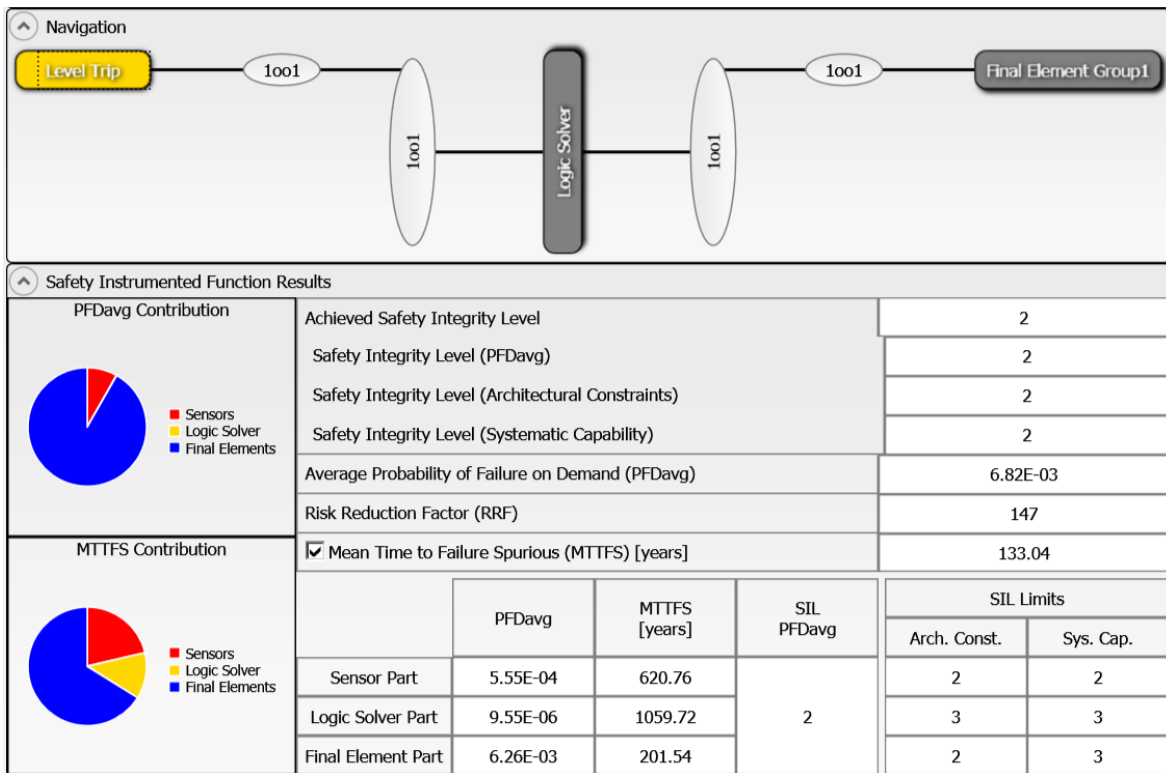 Navigation
Level Trip
1oo1
1oo1
Logic Solver
1oo1
1oo1
Final Element Group1
Safety Instrumented Function Results
PFDavg Contribution
Sensors
Logic Solver
Final Elements
MTTFS Contribution
Sensors
Logic Solver
Final Elements
Achieved Safety Integrity Level 2
Safety Integrity Level (PFDavg) 2
Safety Integrity Level (Architectural Constraints) 2
Safety Integrity Level (Systematic Capability) 2
Average Probability of Failure on Demand (PFDavg) 6.82E-03
Risk Reduction Factor (RRF) 147
Mean Time to Failure Spurious (MTTFS) [years] 133.04
PFDavg
MTTFS
[years]
SIL
PFDavg
SIL Limits
Arch. Const. Sys. Cap.
Sensor Part 5.55E-04 620.76 2 2
Logic Solver Part 9.55E-06 1059.72 2 3 3
Final Element Part 6.26E-03 201.54 2 3